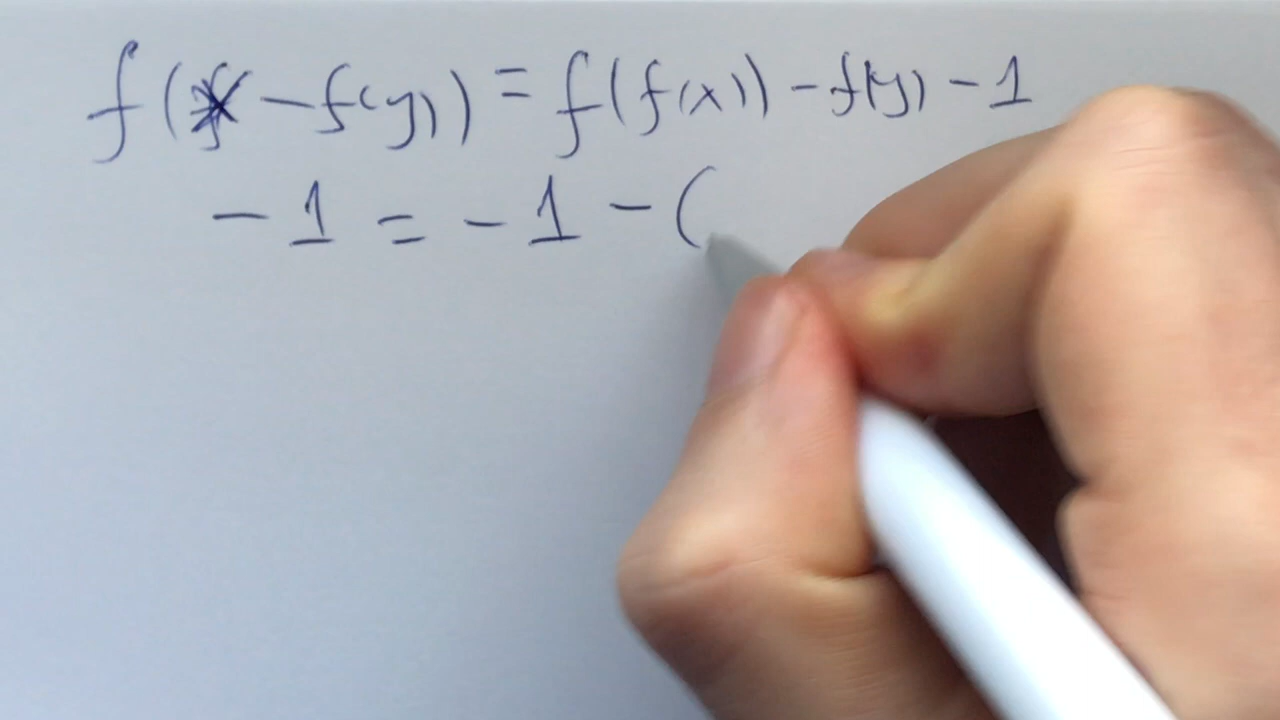 f(x - f(y)) = f(f(x)) - f(y) - 1
- 1 = - 1 - (